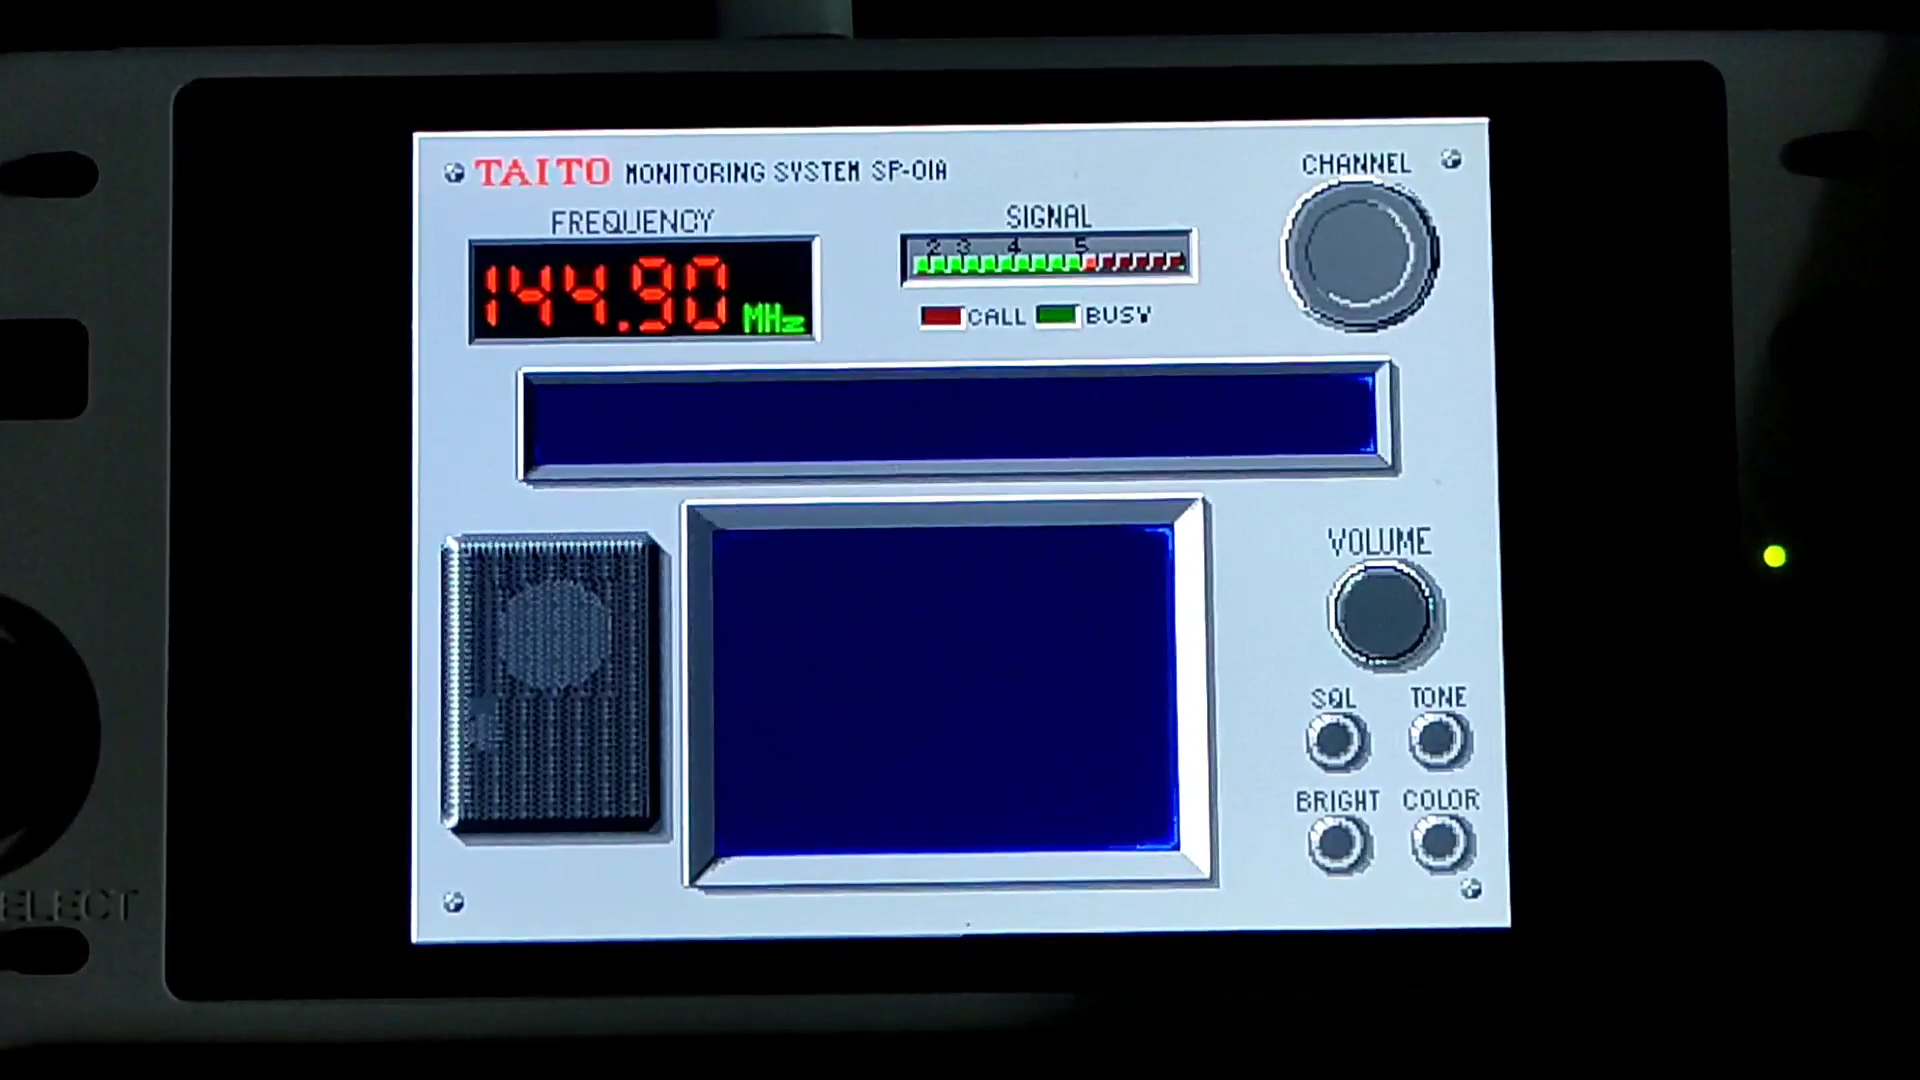 TAITO MONITORING SYSTEM SP-01A
CHANNEL
FREQUENCY
SIGNAL
144.90 MHz
2 3 4 5
CALL BUSY
VOLUME
SQL TONE
BRIGHT COLOR